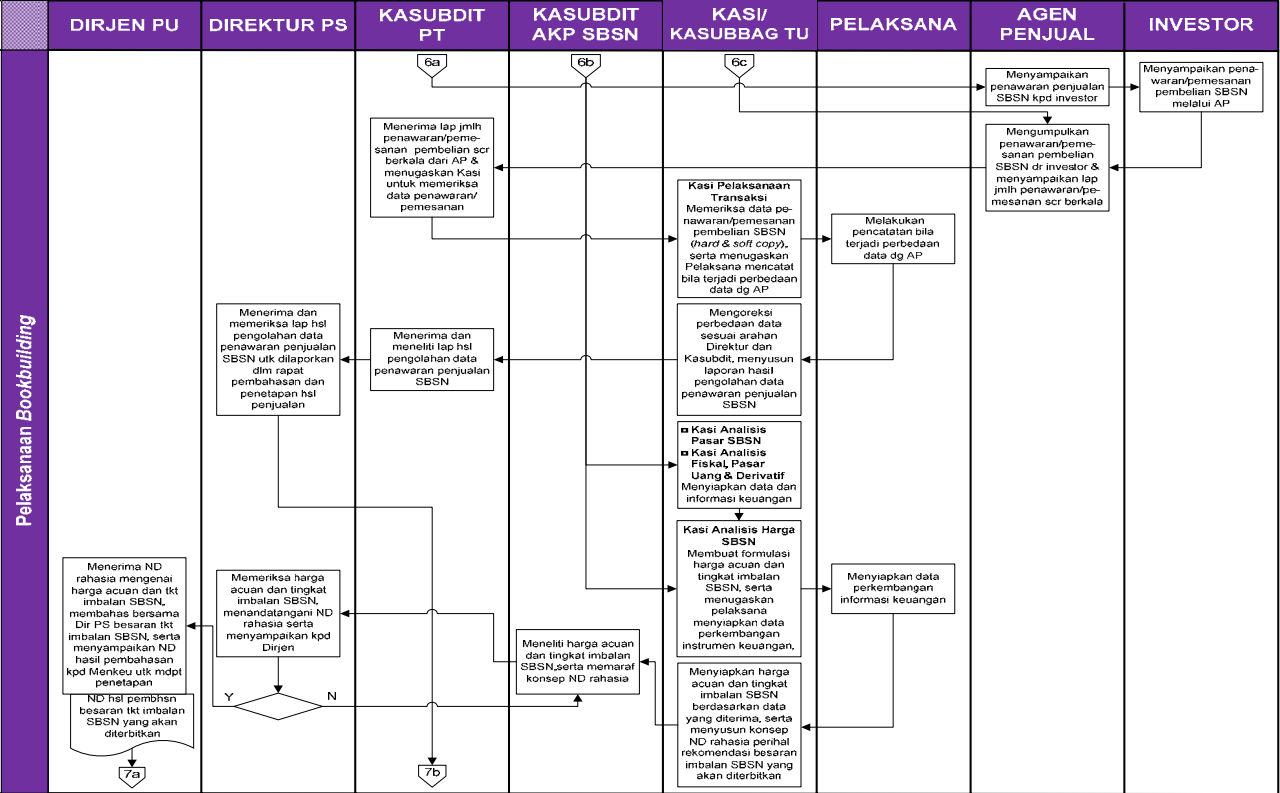 DIRJEN PU
DIREKTUR PS
KASUBDIT
PT
KASUBDIT
AKP SBSN
KASI/
KASUBBAG TU
PELAKSANA
AGEN
PENJUAL
INVESTOR
Pelaksanaan Bookbuilding
6a
6b
6c
Menyampaikan
penawaran penjualan
SBSN kpd investor
Menyampaikan pena-
waran/pemesanan
pembelian SBSN
melalui AP
Menerima lap jmlh
penawaran/peme-
sanan pembelian scr
berkala dari AP &
menugaskan Kasi
untuk memeriksa
data penawaran/
pemesanan
Mengumpulkan
penawaran/peme-
sanan pembelian
SBSN dr investor &
menyampaikan lap
jmlh penawaran/pe-
mesanan scr berkala
Kasi Pelaksanaan
Transaksi
Memeriksa data pe-
nawaran/pemesanan
pembelian SBSN
(hard & soft copy),
serta menugaskan
Pelaksana mencatat
bila terjadi perbedaan
data dg AP
Melakukan
pencatatan bila
terjadi perbedaan
data dg AP
Menerima dan
memeriksa lap hsl
pengolahan data
penawaran penjualan
SBSN utk dilaporkan
dlm rapat
pembahasan dan
penetapan hsl
penjualan
Menerima dan
meneliti lap hsl
pengolahan data
penawaran penjualan
SBSN
Mengoreksi
perbedaan data
sesuai arahan
Direktur dan
Kasubdit, menyusun
laporan hasil
pengolahan data
penawaran penjualan
SBSN
Kasi Analisis
Pasar SBSN
Kasi Analisis
Fiskal, Pasar
Uang & Derivatif
Menyiapkan data dan
informasi keuangan
Kasi Analisis Harga
SBSN
Membuat formulasi
harga acuan dan
tingkat imbalan
SBSN, serta
menugaskan
pelaksana
menyiapkan data
perkembangan
instrumen keuangan.
Menyiapkan data
perkembangan
informasi keuangan
Menerima ND
rahasia mengenai
harga acuan dan tkt
imbalan SBSN,
membahas bersama
Dir PS besaran tkt
imbalan SBSN, serta
menyampaikan ND
hasil pembahasan
kpd Menkeu utk mdpt
penetapan
Memeriksa harga
acuan dan tingkat
imbalan SBSN,
menandatangani ND
rahasia serta
menyampaikan kpd
Dirjen
Meneliti harga acuan
dan tingkat imbalan
SBSN,serta memaraf
konsep ND rahasia
Menyiapkan harga
acuan dan tingkat
imbalan SBSN
berdasarkan data
yang diterima, serta
menyusun konsep
ND rahasia perihal
rekomendasi besaran
imbalan SBSN yang
akan diterbitkan
Y
N
ND hsl pembhsn
besaran tkt imbalan
SBSN yang akan
diterbitkan
7a
7b